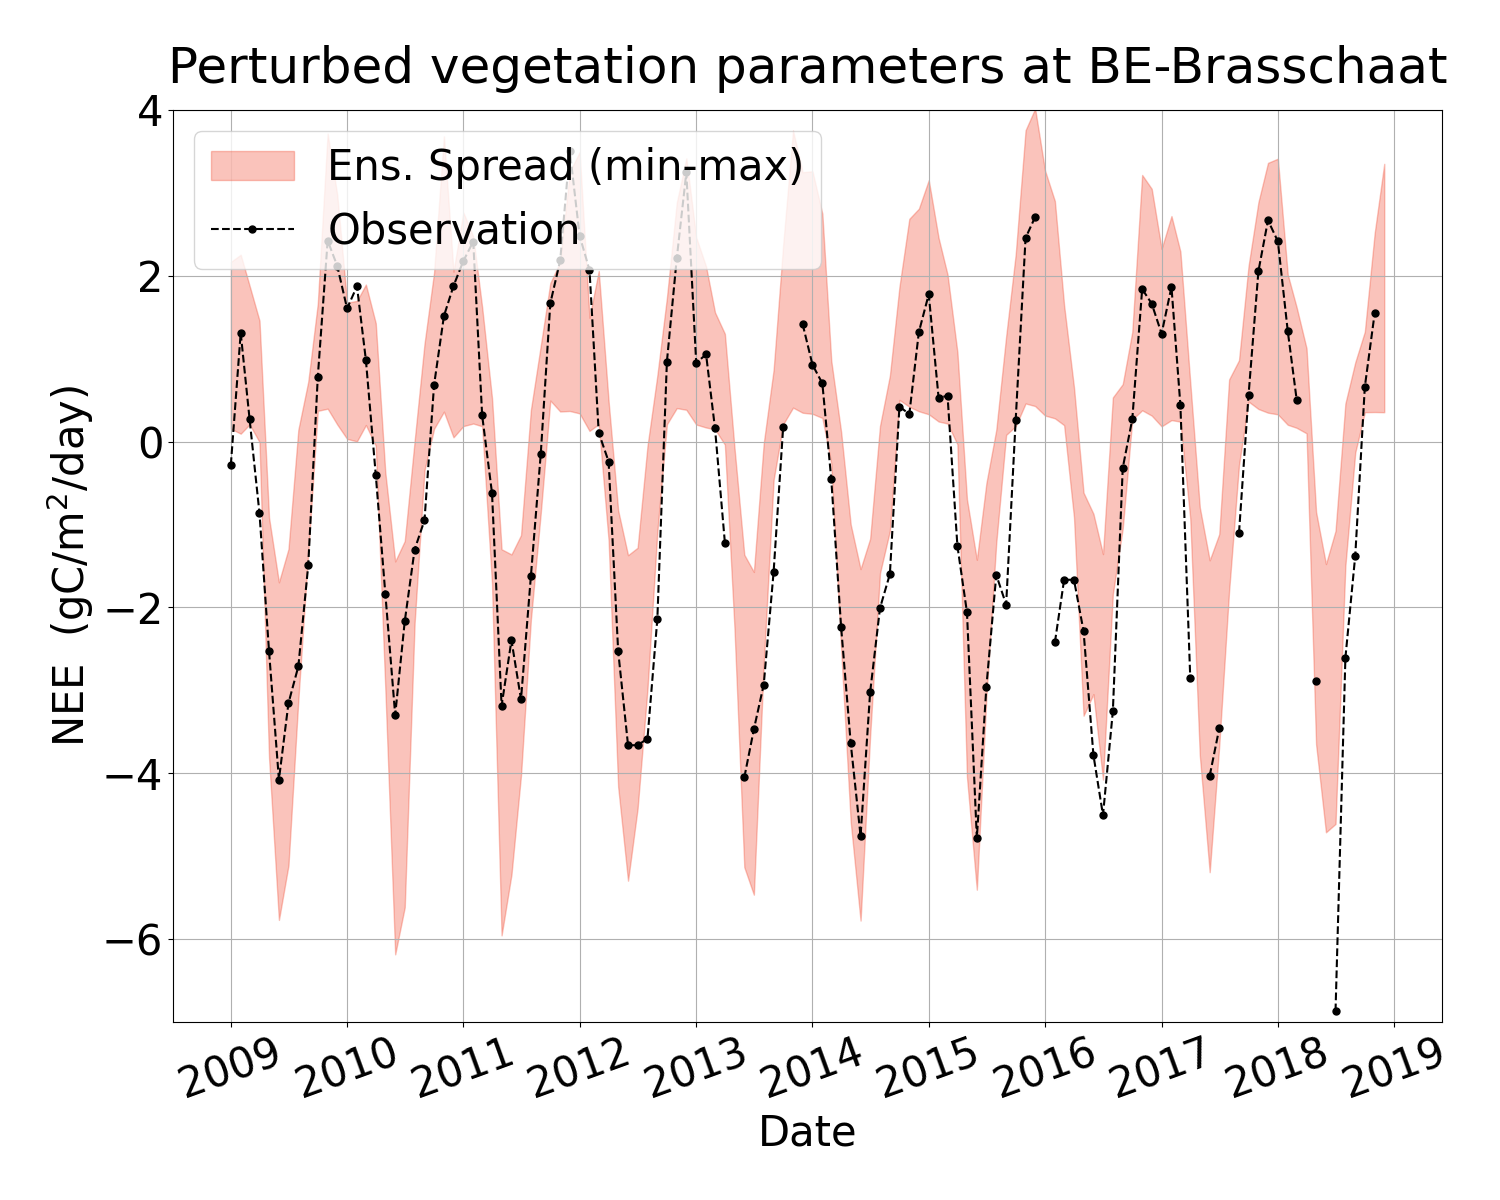 Perturbed vegetation parameters at BE-Brasschaat
4
Ens. Spread (min-max)
Observation
2
0
−2
−4
−6
NEE (gC/m²/day)
2009 2010 2011 2012 2013 2014 2015 2016 2017 2018 2019
Date